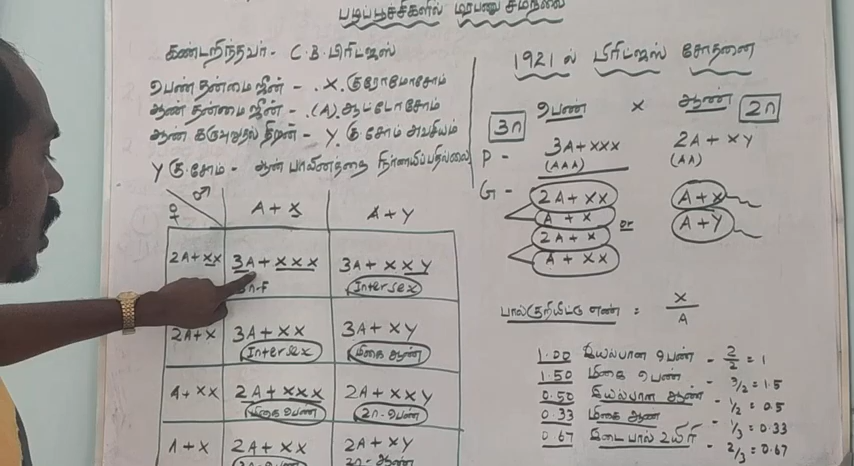 பழப்பூச்சிகளில் மரபணு சமநிலை
கண்டறிந்தவர் - C.B. பிரிட்ஜஸ்
பெண் தன்மை ஜீன் - X. குரோமோசோம்
ஆண் தன்மை ஜீன் - (A) ஆட்டோசோம்
ஆண் கருவுறுதல் திறன் - Y கு.சோம் அவசியம்
Y கு.சோம் - ஆண் பாலினத்தை நிர்ணயிப்பதில்லை
♂
♀
A + X
A + Y
2A + XX
3A + XXX
3n-F
3A + XXY
Intersex
2A + X
3A + XX
Intersex
3A + XY
மிகை ஆண்
A + XX
2A + XXX
மிகை பெண்
2A + XXY
2n - பெண்
A + X
2A + XX
2A + XY
2n - ஆண்
1921 ல் பிரிட்ஜஸ் சோதனை
3n
பெண் x ஆண்
2n
P - 3A + XXX 2A + XY
(AAA) (AA)
G - 2A + XX
A + X
or
2A + X
A + XX
A + X
A + Y
பால் குறியீட்டு எண் = X/A
1.00 இயல்பான பெண் - 2/2 = 1
1.50 மிகை பெண் - 3/2 = 1.5
0.50 இயல்பான ஆண் - 1/2 = 0.5
0.33 மிகை ஆண் - 1/3 = 0.33
0.67 இடை பால் உயிரி - 2/3 = 0.67